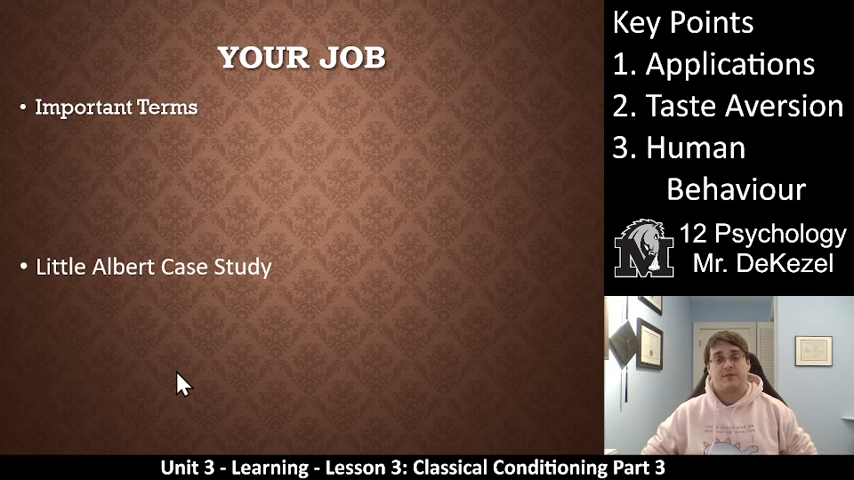 YOUR JOB
• Important Terms
• Little Albert Case Study
Key Points
1. Applications
2. Taste Aversion
3. Human
Behaviour
M
12 Psychology
Mr. DeKezel
Unit 3 - Learning - Lesson 3: Classical Conditioning Part 3